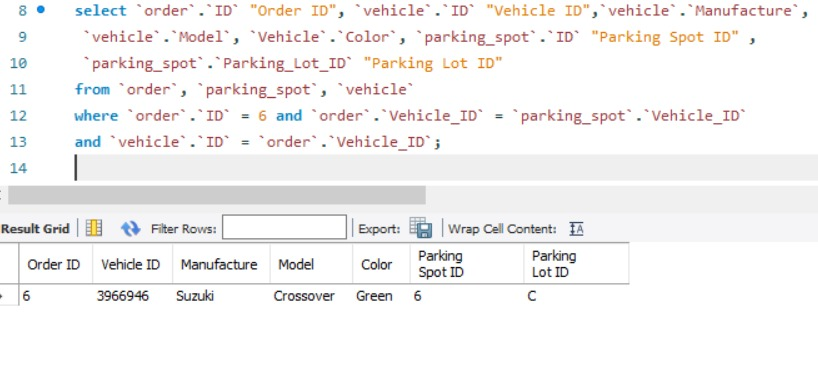 8 select `order`.`ID` "Order ID", `vehicle`.`ID` "Vehicle ID",`vehicle`.`Manufacture`,
9 `vehicle`.`Model`, `Vehicle`.`Color`, `parking_spot`.`ID` "Parking Spot ID" ,
10 `parking_spot`.`Parking_Lot_ID` "Parking Lot ID"
11 from `order`, `parking_spot`, `vehicle`
12 where `order`.`ID` = 6 and `order`.`Vehicle_ID` = `parking_spot`.`Vehicle_ID`
13 and `vehicle`.`ID` = `order`.`Vehicle_ID`;
14
Result Grid Filter Rows: Export: Wrap Cell Content: IA
Order ID Vehicle ID Manufacture Model Color Parking Spot ID Parking Lot ID
6 3966946 Suzuki Crossover Green 6 C